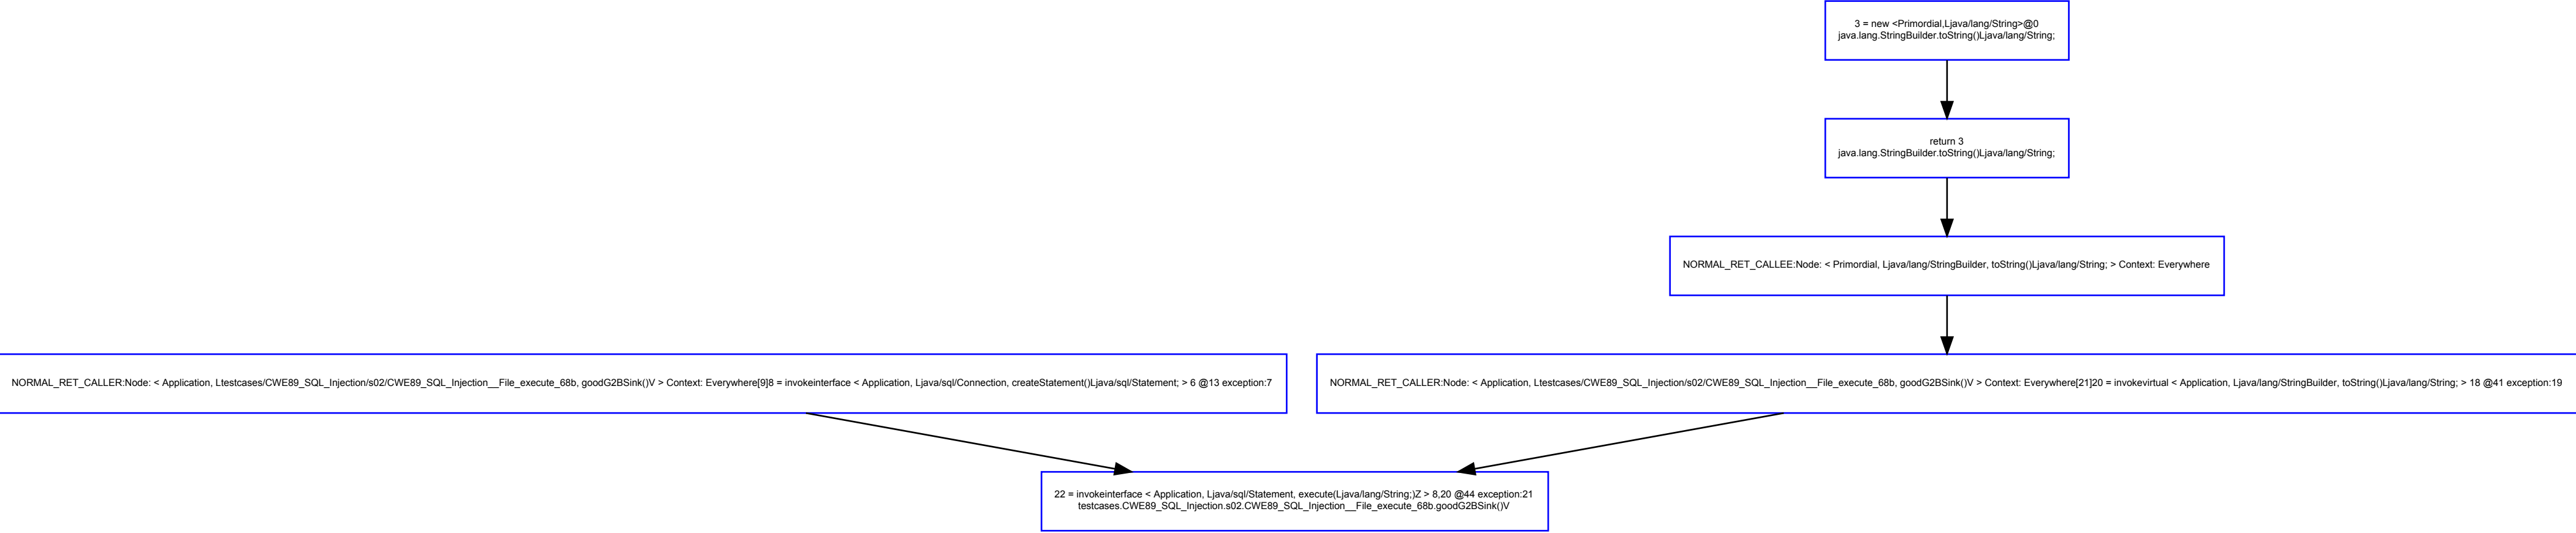 3 = new <Primordial,Ljava/lang/String>@0
java.lang.StringBuilder.toString()Ljava/lang/String;
return 3
java.lang.StringBuilder.toString()Ljava/lang/String;
NORMAL_RET_CALLEE:Node: < Primordial, Ljava/lang/StringBuilder, toString()Ljava/lang/String; > Context: Everywhere
NORMAL_RET_CALLER:Node: < Application, Ltestcases/CWE89_SQL_Injection/s02/CWE89_SQL_Injection__File_execute_68b, goodG2BSink()V > Context: Everywhere[9]8 = invokeinterface < Application, Ljava/sql/Connection, createStatement()Ljava/sql/Statement; > 6 @13 exception:7
NORMAL_RET_CALLER:Node: < Application, Ltestcases/CWE89_SQL_Injection/s02/CWE89_SQL_Injection__File_execute_68b, goodG2BSink()V > Context: Everywhere[21]20 = invokevirtual < Application, Ljava/lang/StringBuilder, toString()Ljava/lang/String; > 18 @41 exception:19
22 = invokeinterface < Application, Ljava/sql/Statement, execute(Ljava/lang/String;)Z > 8,20 @44 exception:21
testcases.CWE89_SQL_Injection.s02.CWE89_SQL_Injection__File_execute_68b.goodG2BSink()V